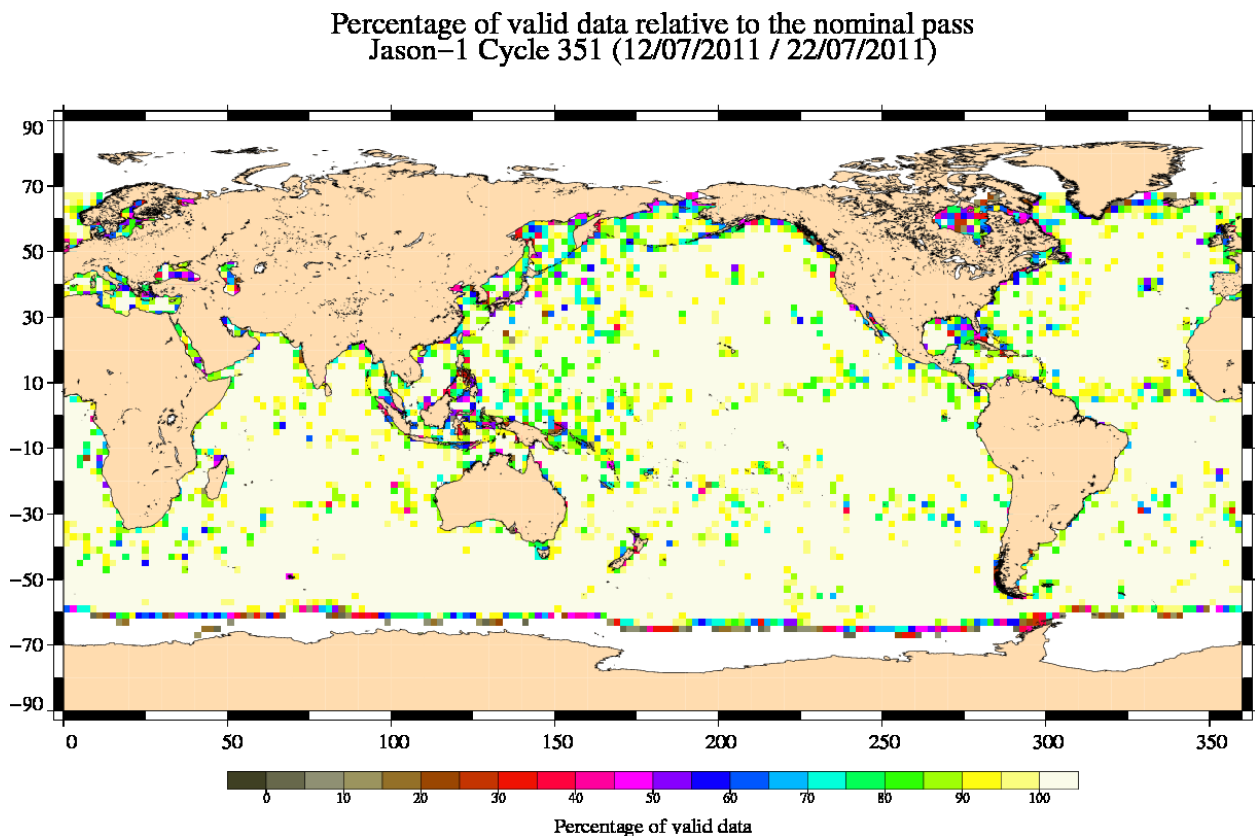 Percentage of valid data relative to the nominal pass
Jason−1 Cycle 351 (12/07/2011 / 22/07/2011)
90
70
50
30
10
−10
−30
−50
−70
−90
0 50 100 150 200 250 300 350
0 10 20 30 40 50 60 70 80 90 100
Percentage of valid data